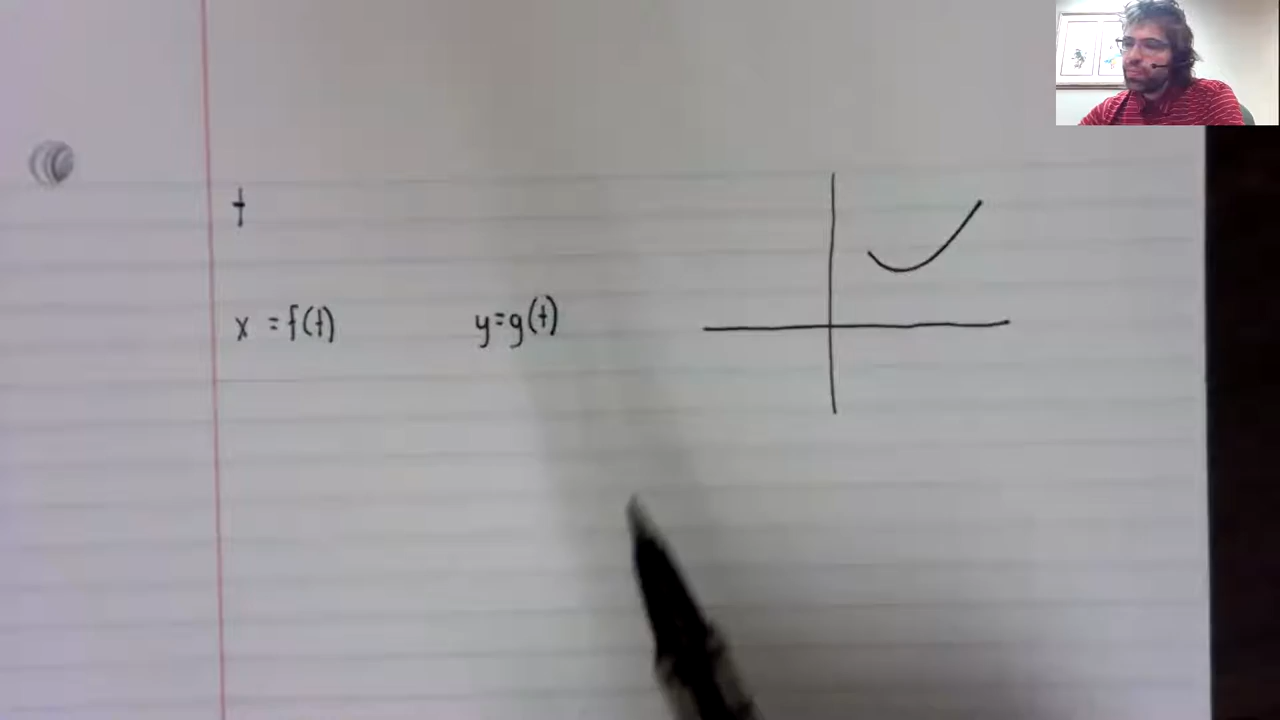 t
x = f(t) y=g(t)